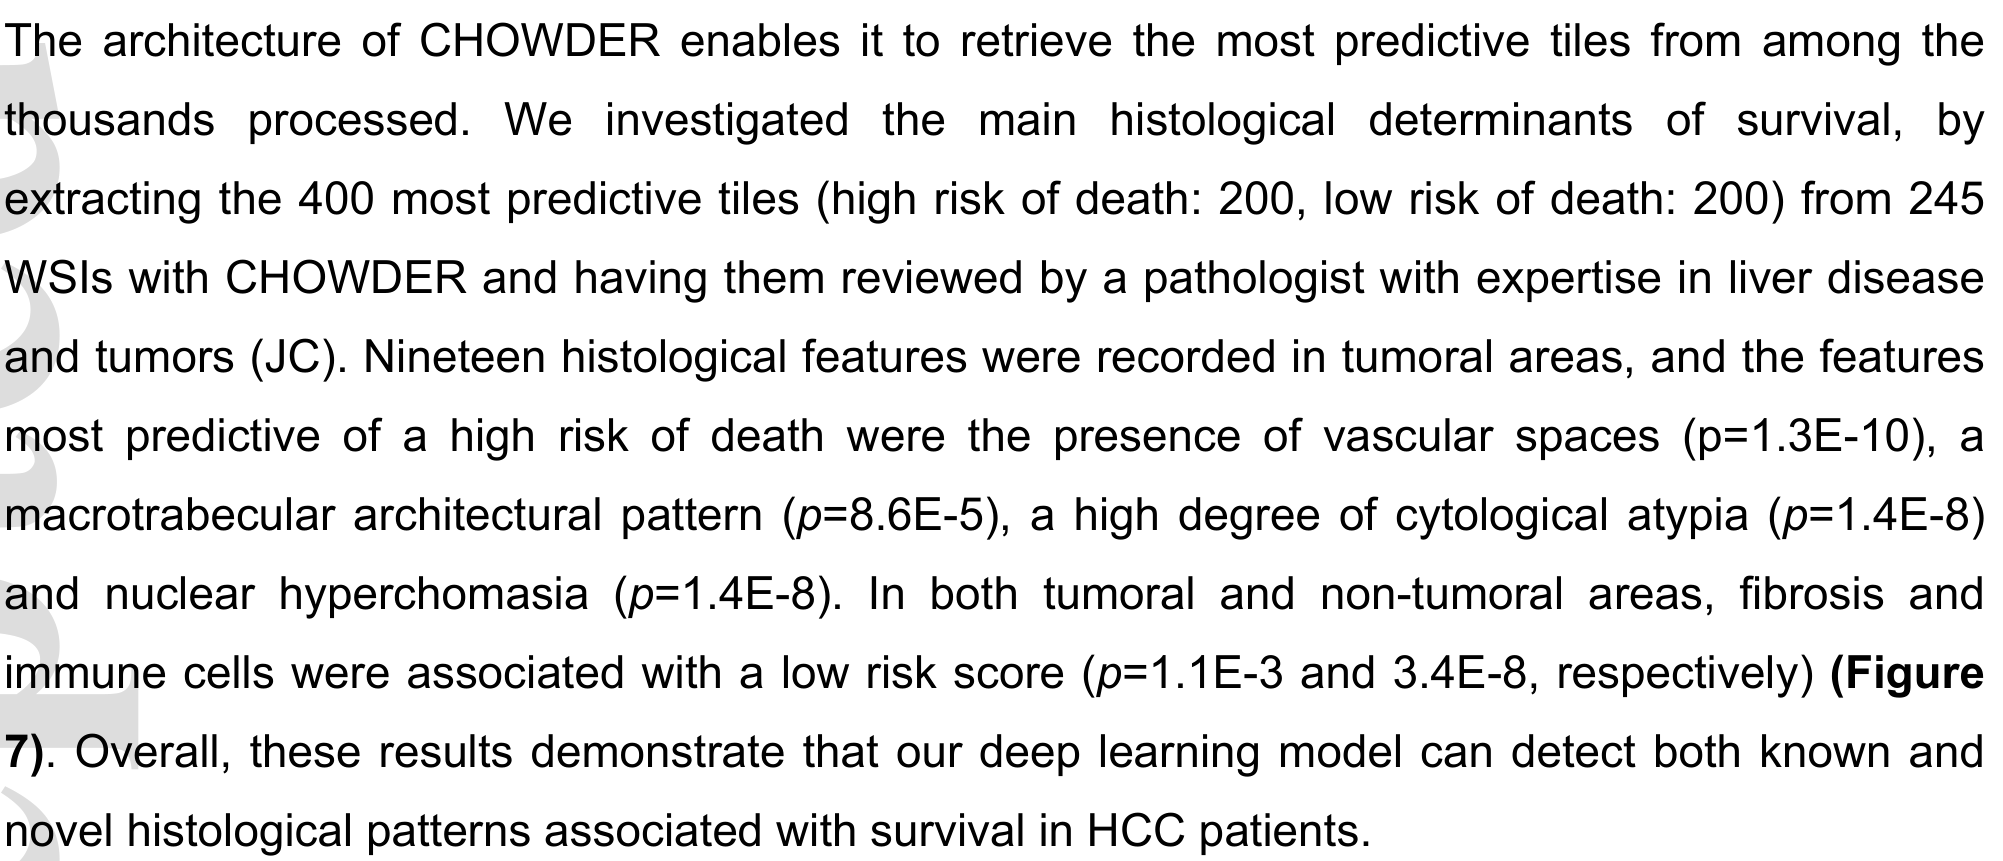 The architecture of CHOWDER enables it to retrieve the most predictive tiles from among the
thousands processed. We investigated the main histological determinants of survival, by
extracting the 400 most predictive tiles (high risk of death: 200, low risk of death: 200) from 245
WSIs with CHOWDER and having them reviewed by a pathologist with expertise in liver disease
and tumors (JC). Nineteen histological features were recorded in tumoral areas, and the features
most predictive of a high risk of death were the presence of vascular spaces (p=1.3E-10), a
macrotrabecular architectural pattern (p=8.6E-5), a high degree of cytological atypia (p=1.4E-8)
and nuclear hyperchomasia (p=1.4E-8). In both tumoral and non-tumoral areas, fibrosis and
immune cells were associated with a low risk score (p=1.1E-3 and 3.4E-8, respectively) (Figure
7). Overall, these results demonstrate that our deep learning model can detect both known and
novel histological patterns associated with survival in HCC patients.